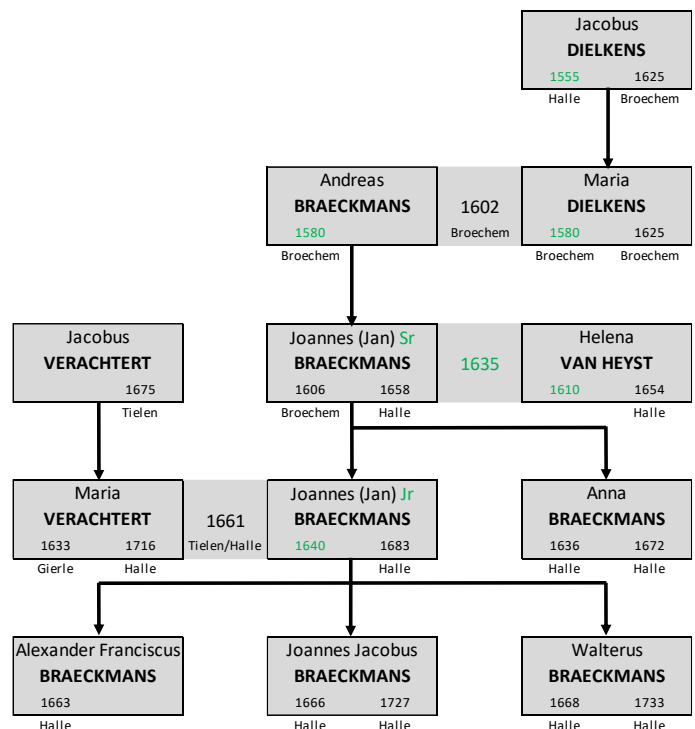 Jacobus
DIELKENS
1555 1625
Halle Broechem
Andreas
BRAECKMANS
1580
Broechem
1602
Broechem
Maria
DIELKENS
1580 1625
Broechem Broechem
Jacobus
VERACHTERT
1675
Tielen
Joannes (Jan) Sr
BRAECKMANS
1606 1658
Broechem Halle
1635
Helena
VAN HEYST
1610 1654
Halle
Maria
VERACHTERT
1633 1716
Gierle Halle
1661
Tielen/Halle
Joannes (Jan) Jr
BRAECKMANS
1640 1683
Halle
Anna
BRAECKMANS
1636 1672
Halle Halle
Alexander Franciscus
BRAECKMANS
1663
Halle
Joannes Jacobus
BRAECKMANS
1666 1727
Halle Halle
Walterus
BRAECKMANS
1668 1733
Halle Halle